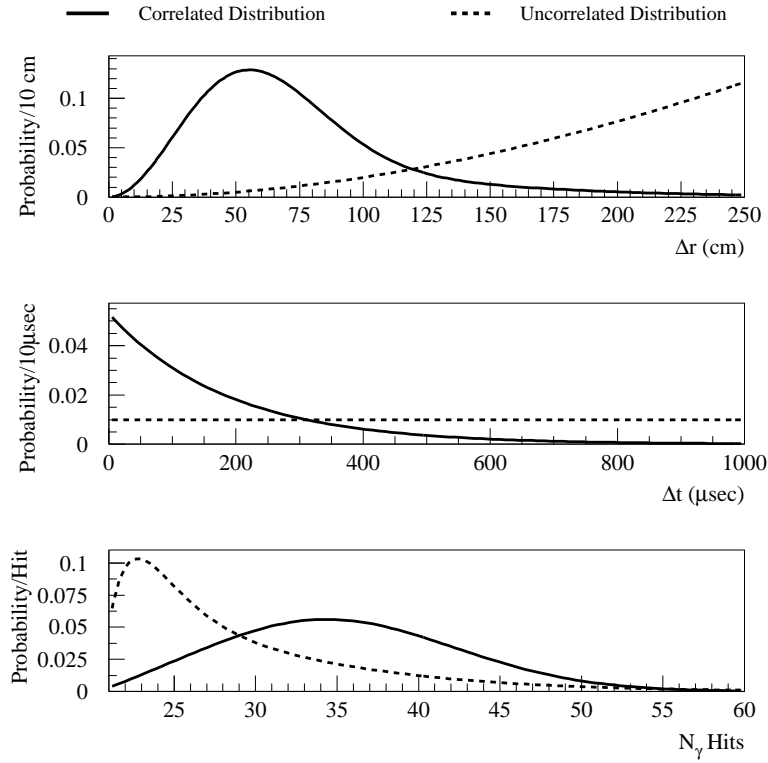 Correlated Distribution Uncorrelated Distribution
Probability/10 cm
0.1
0.05
0
0 25 50 75 100 125 150 175 200 225 250
Δr (cm)
Probability/10μsec
0.04
0.02
0
0 200 400 600 800 1000
Δt (μsec)
Probability/Hit
0.1
0.075
0.05
0.025
0
25 30 35 40 45 50 55 60
Nγ Hits